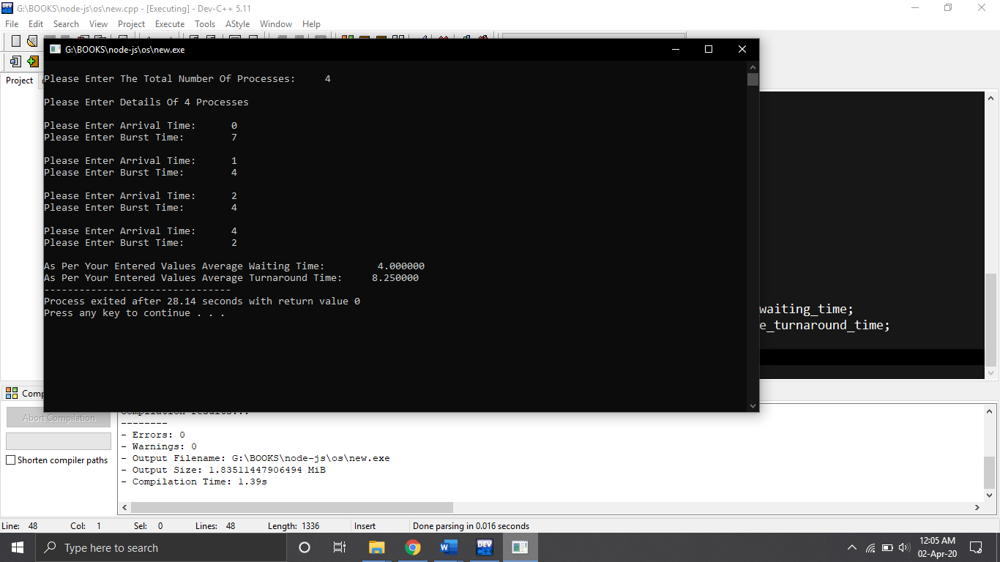 G:\BOOKS\node-js\os\new.cpp - [Executing] - Dev-C++ 5.11
File Edit Search View Project Execute Tools AStyle Window Help
G:\BOOKS\node-js\os\new.exe
Project
Please Enter The Total Number Of Processes: 4
Please Enter Details Of 4 Processes
Please Enter Arrival Time: 0
Please Enter Burst Time: 7
Please Enter Arrival Time: 1
Please Enter Burst Time: 4
Please Enter Arrival Time: 2
Please Enter Burst Time: 4
Please Enter Arrival Time: 4
Please Enter Burst Time: 2
As Per Your Entered Values Average Waiting Time: 4.000000
As Per Your Entered Values Average Turnaround Time: 8.250000
--------------------------------
Process exited after 28.14 seconds with return value 0
Press any key to continue . . .
waiting_time;
e_turnaround_time;
Comp
Abort Compilation
Shorten compiler paths
Compilation results...
--------
- Errors: 0
- Warnings: 0
- Output Filename: G:\BOOKS\node-js\os\new.exe
- Output Size: 1.83511447906494 MiB
- Compilation Time: 1.39s
Line: 48 Col: 1 Sel: 0 Lines: 48 Length: 1336 Insert Done parsing in 0.016 seconds
Type here to search
DEV
12:05 AM
02-Apr-20